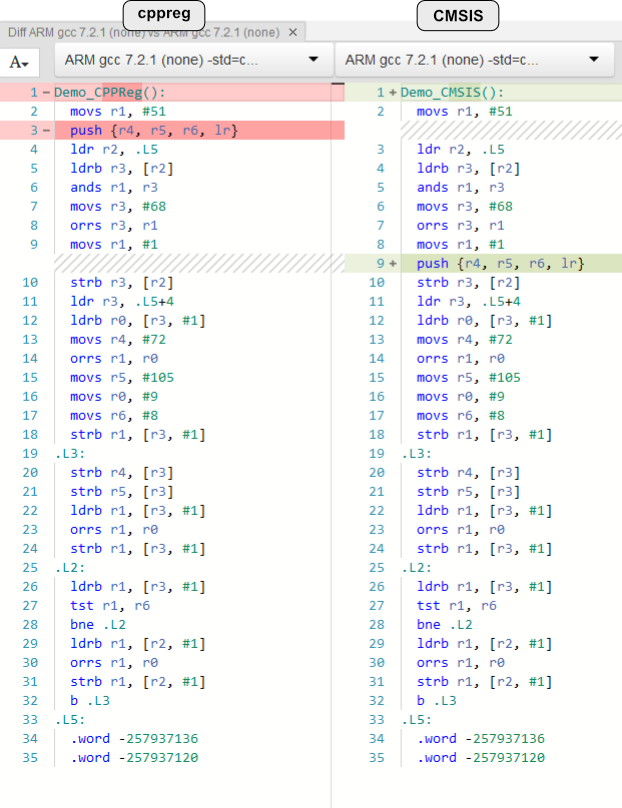 cppreg
CMSIS
Diff ARM gcc 7.2.1 (none) vs ARM gcc 7.2.1 (none) ×
A
ARM gcc 7.2.1 (none) -std=c...
ARM gcc 7.2.1 (none) -std=c...
1 - Demo_CPPReg():
2 movs r1, #51
3 - push {r4, r5, r6, lr}
4 ldr r2, .L5
5 ldrb r3, [r2]
6 ands r1, r3
7 movs r3, #68
8 orrs r3, r1
9 movs r1, #1
10 strb r3, [r2]
11 ldr r3, .L5+4
12 ldrb r0, [r3, #1]
13 movs r4, #72
14 orrs r1, r0
15 movs r5, #105
16 movs r0, #9
17 movs r6, #8
18 strb r1, [r3, #1]
19 .L3:
20 strb r4, [r3]
21 strb r5, [r3]
22 ldrb r1, [r3, #1]
23 orrs r1, r0
24 strb r1, [r3, #1]
25 .L2:
26 ldrb r1, [r3, #1]
27 tst r1, r6
28 bne .L2
29 ldrb r1, [r2, #1]
30 orrs r1, r0
31 strb r1, [r2, #1]
32 b .L3
33 .L5:
34 .word -257937136
35 .word -257937120
1 + Demo_CMSIS():
2 movs r1, #51
3 ldr r2, .L5
4 ldrb r3, [r2]
5 ands r1, r3
6 movs r3, #68
7 orrs r3, r1
8 movs r1, #1
9 + push {r4, r5, r6, lr}
10 strb r3, [r2]
11 ldr r3, .L5+4
12 ldrb r0, [r3, #1]
13 movs r4, #72
14 orrs r1, r0
15 movs r5, #105
16 movs r0, #9
17 movs r6, #8
18 strb r1, [r3, #1]
19 .L3:
20 strb r4, [r3]
21 strb r5, [r3]
22 ldrb r1, [r3, #1]
23 orrs r1, r0
24 strb r1, [r3, #1]
25 .L2:
26 ldrb r1, [r3, #1]
27 tst r1, r6
28 bne .L2
29 ldrb r1, [r2, #1]
30 orrs r1, r0
31 strb r1, [r2, #1]
32 b .L3
33 .L5:
34 .word -257937136
35 .word -257937120